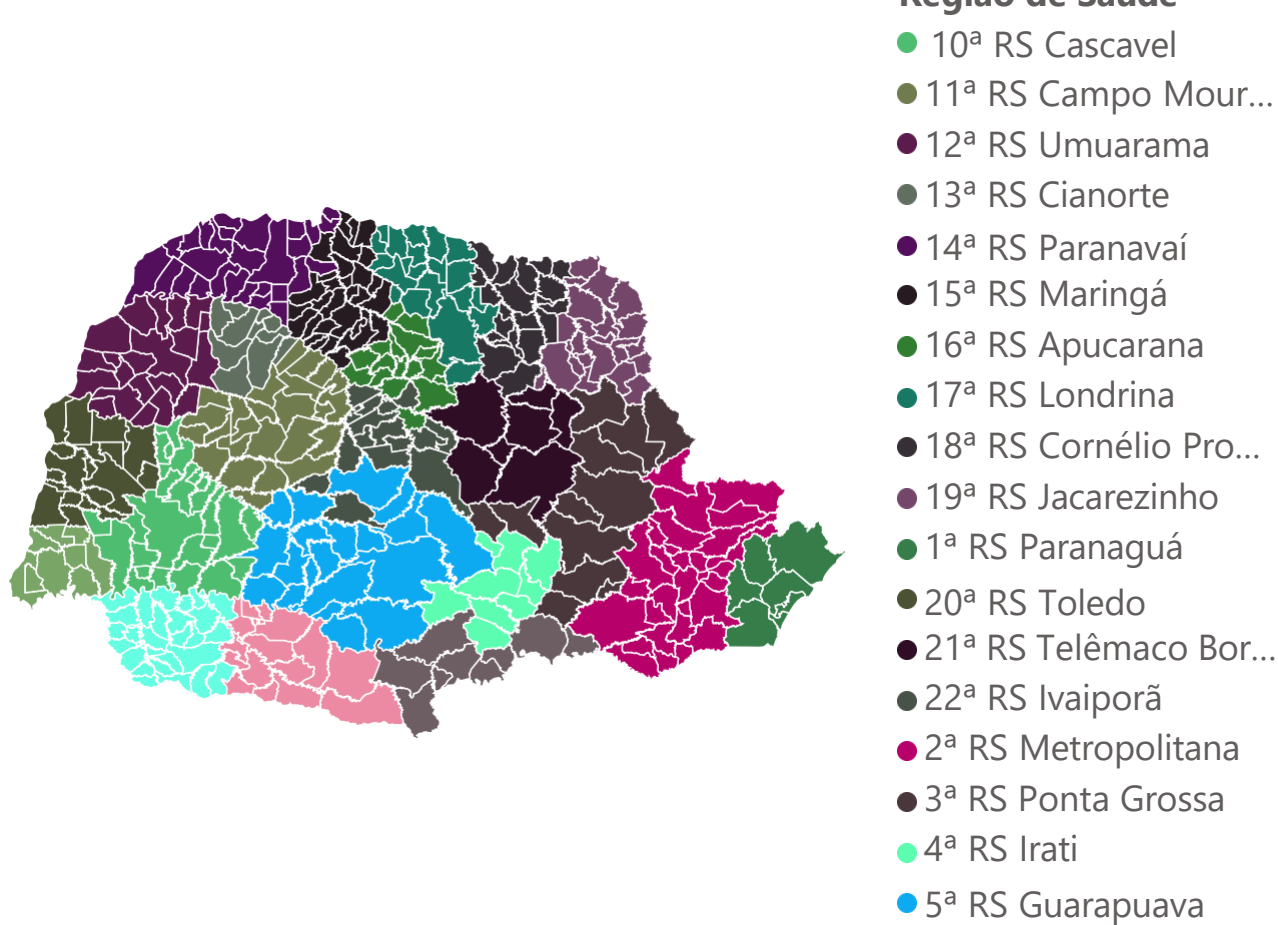 Região de Saúde
10ª RS Cascavel
11ª RS Campo Mour...
12ª RS Umuarama
13ª RS Cianorte
14ª RS Paranavaí
15ª RS Maringá
16ª RS Apucarana
17ª RS Londrina
18ª RS Cornélio Pro...
19ª RS Jacarezinho
1ª RS Paranaguá
20ª RS Toledo
21ª RS Telêmaco Bor...
22ª RS Ivaiporã
2ª RS Metropolitana
3ª RS Ponta Grossa
4ª RS Irati
5ª RS Guarapuava